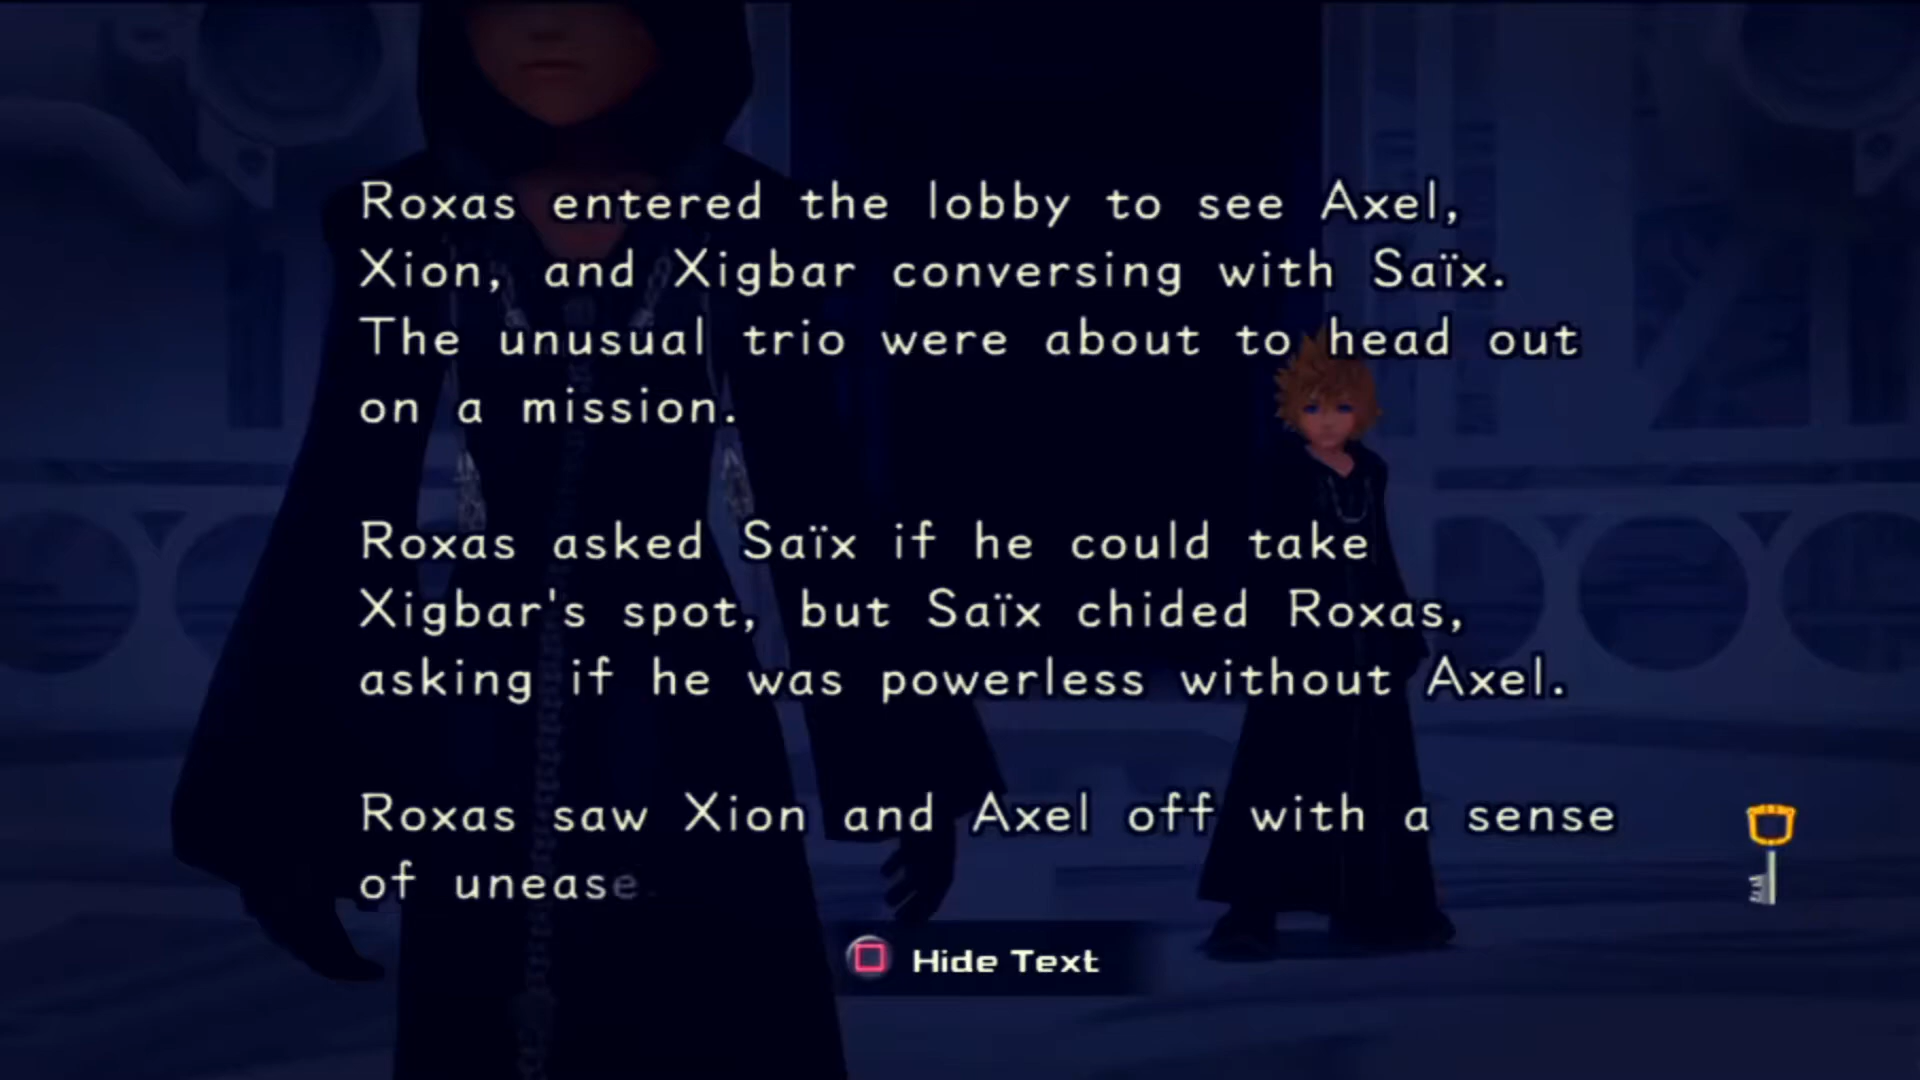 Roxas entered the lobby to see Axel,
Xion, and Xigbar conversing with Saïx.
The unusual trio were about to head out
on a mission.
Roxas asked Saïx if he could take
Xigbar's spot, but Saïx chided Roxas,
asking if he was powerless without Axel.
Roxas saw Xion and Axel off with a sense
of unease.
Hide Text